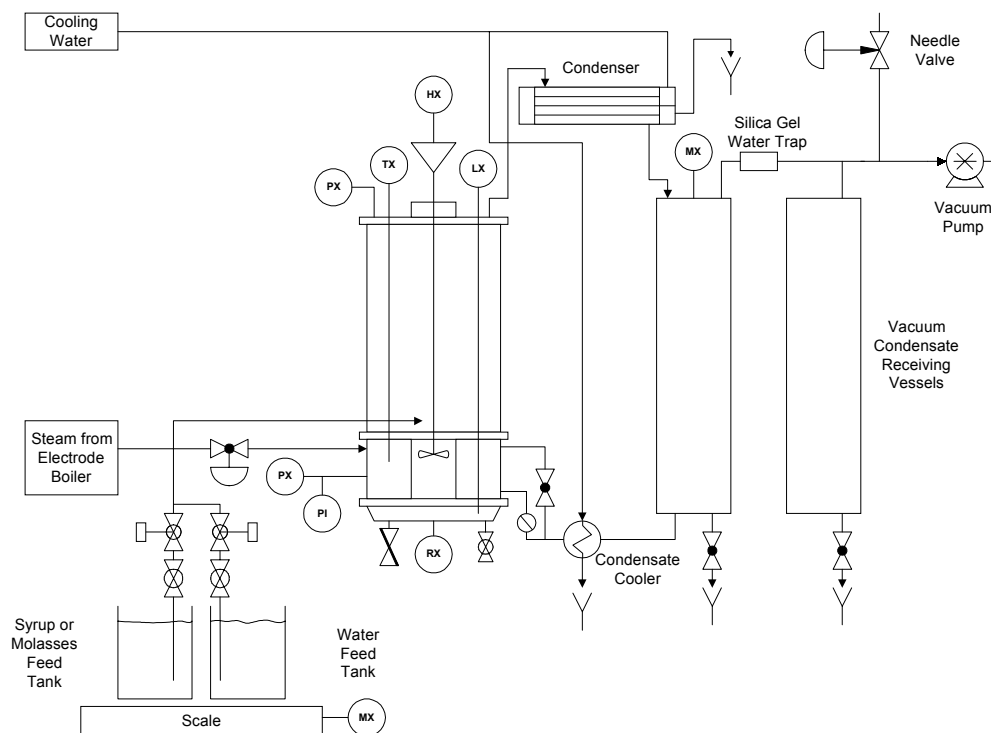 Cooling
Water
Condenser
Needle
Valve
HX
Silica Gel
Water Trap
TX
LX
MX
PX
Vacuum
Pump
Vacuum
Condensate
Receiving
Vessels
Steam from
Electrode
Boiler
PX
PI
RX
Condensate
Cooler
Syrup or
Molasses
Feed
Tank
Water
Feed
Tank
Scale
MX